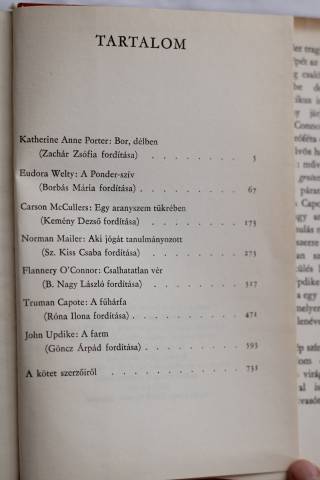 TARTALOM
Katherine Anne Porter: Bor, délben
(Zachár Zsófia fordítása) . . . . . . . 5
Eudora Welty: A Ponder-szív
(Borbás Mária fordítása) . . . . . . . 67
Carson McCullers: Egy aranyszem tükrében
(Kemény Dezső fordítása) . . . . . . . 173
Norman Mailer: Aki jógát tanulmányozott
(Sz. Kiss Csaba fordítása) . . . . . . . 273
Flannery O'Connor: Csalhatatlan vér
(B. Nagy László fordítása) . . . . . . . 317
Truman Capote: A fűhárfa
(Róna Ilona fordítása) . . . . . . . . 471
John Updike: A farm
(Göncz Árpád fordítása) . . . . . . . . 593
A kötet szerzőiről . . . . . . . . . . 731